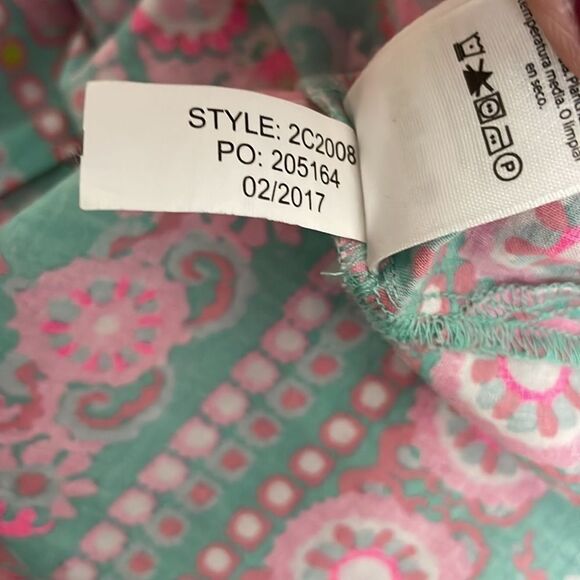 STYLE: 2C2008
PO: 205164
02/2017
temperatura
media. O limpiar
en seco.
P